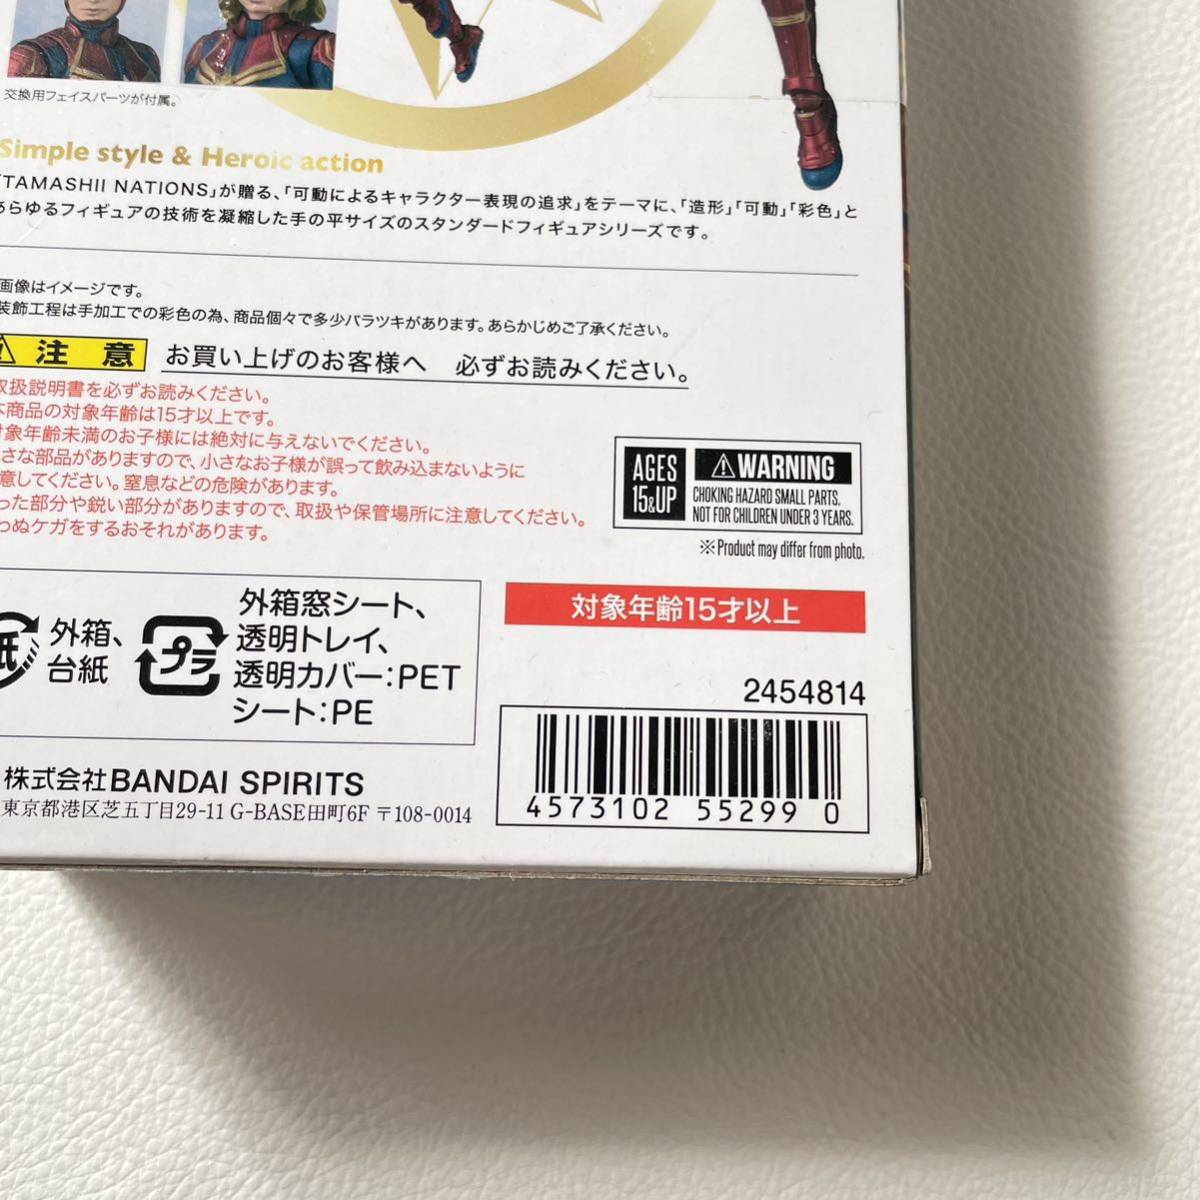 交換用フェイスパーツが付属。
Simple style & Heroic action
「TAMASHII NATIONS」が贈る、「可動によるキャラクター表現の追求」をテーマに、「造形」「可動」「彩色」と
あらゆるフィギュアの技術を凝縮した手の平サイズのスタンダードフィギュアシリーズです。
画像はイメージです。
装飾工程は手加工での彩色の為、商品個々で多少バラツキがあります。あらかじめご了承ください。
注意 お買い上げのお客様へ 必ずお読みください。
取扱説明書を必ずお読みください。
本商品の対象年齢は15才以上です。
対象年齢未満のお子様には絶対に与えないでください。
さな部品がありますので、小さなお子様が誤って飲み込まないように
意してください。窒息などの危険があります。
った部分や鋭い部分がありますので、取扱や保管場所に注意してください。
わぬケガをするおそれがあります。
AGES
15&UP
⚠WARNING
CHOKING HAZARD SMALL PARTS.
NOT FOR CHILDREN UNDER 3 YEARS.
※Product may differ from photo.
紙
外箱、
台紙
プラ
外箱窓シート、
透明トレイ、
透明カバー:PET
シート:PE
対象年齢15才以上
2454814
4573102 55299 0
株式会社BANDAI SPIRITS
東京都港区芝五丁目29-11 G-BASE田町6F 〒108-0014